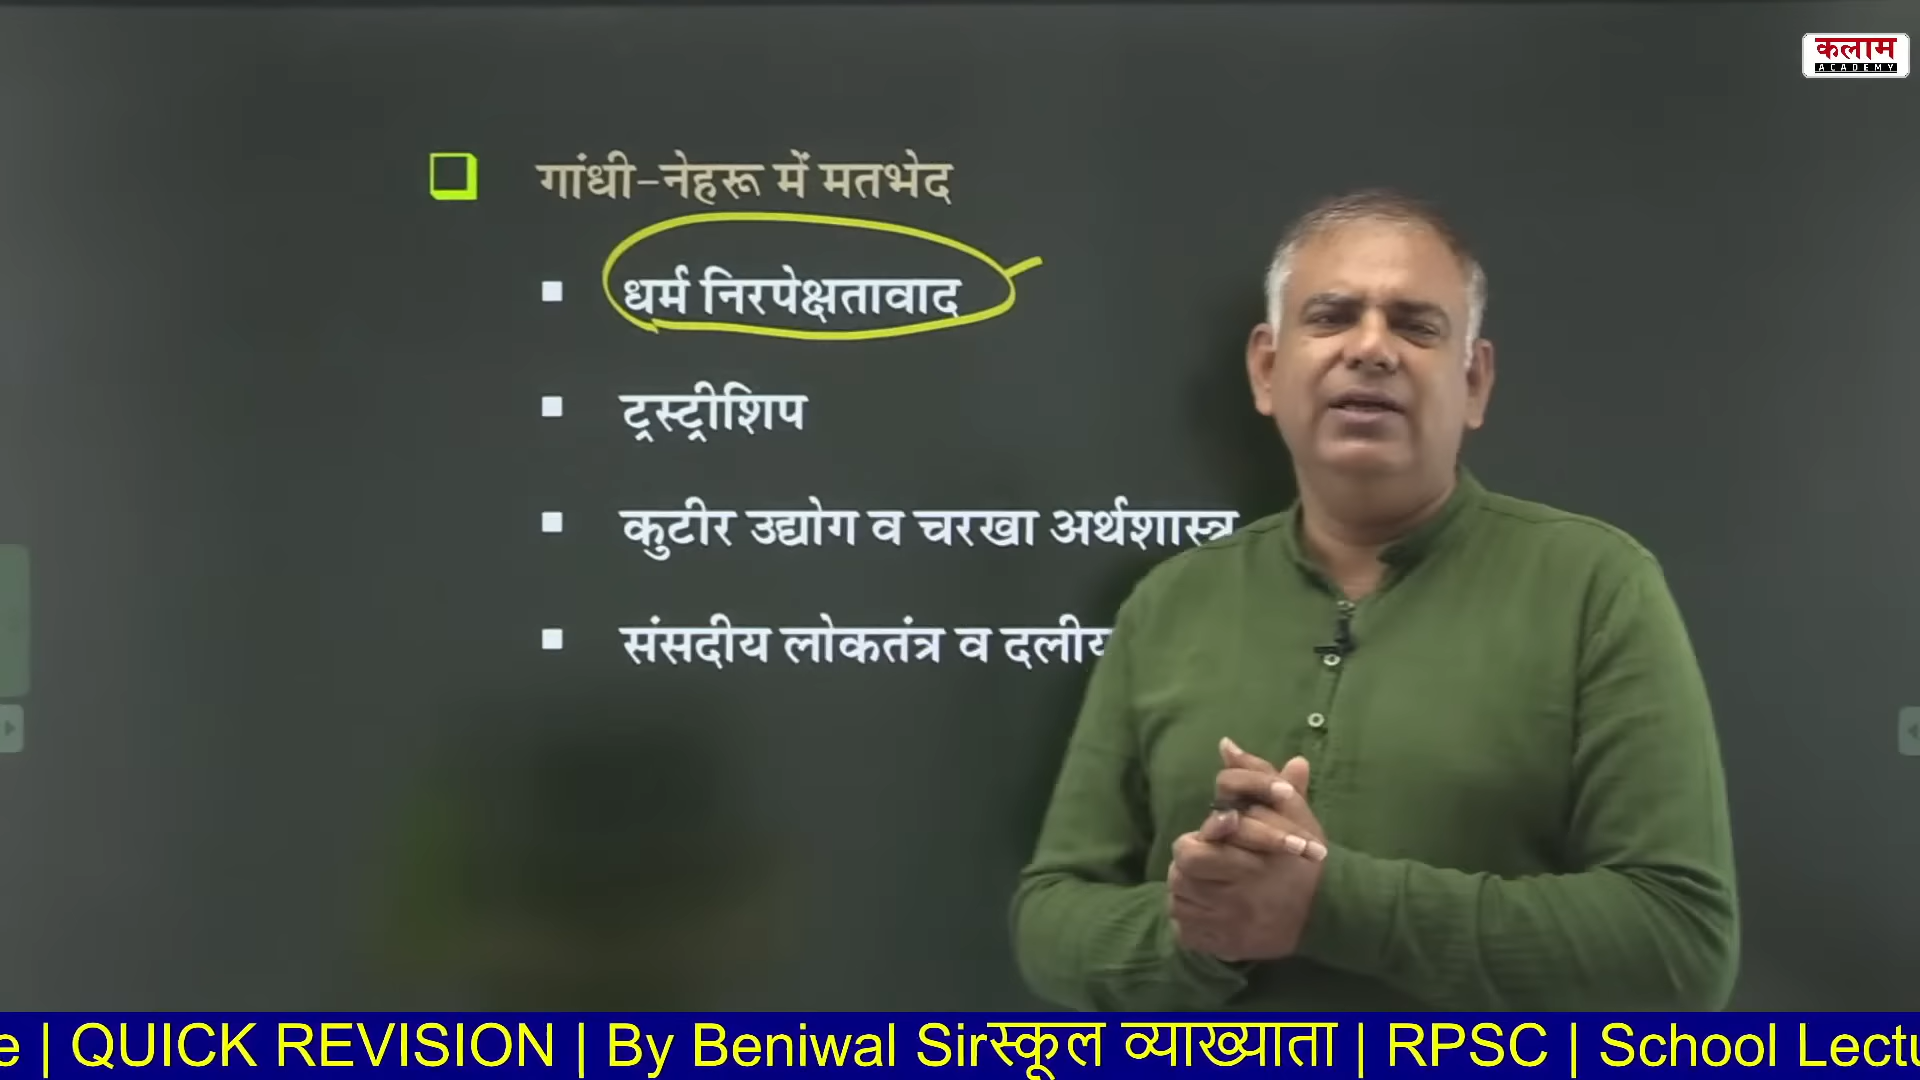 कलाम
ACADEMY
गांधी-नेहरू में मतभेद
धर्म निरपेक्षतावाद
ट्रस्ट्रीशिप
कुटीर उद्योग व चरखा अर्थशास्त्र
संसदीय लोकतंत्र व दलीय
e | QUICK REVISION | By Beniwal Sirस्कूल व्याख्याता | RPSC | School Lectu